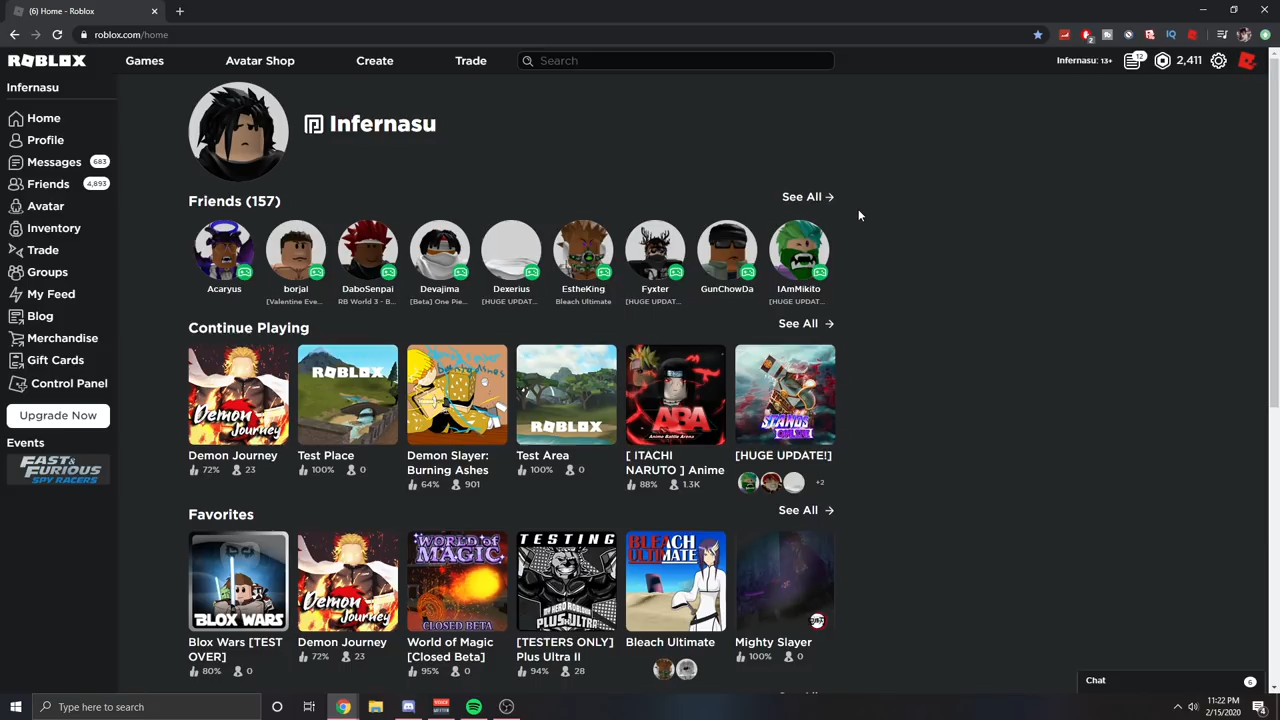 (6) Home - Roblox
roblox.com/home
ROBLOX
Games
Avatar Shop
Create
Trade
Search
Infernasu: 13+
12
2,411
Infernasu
Home
Profile
Messages 683
Friends 4,893
Avatar
Inventory
Trade
Groups
My Feed
Blog
Merchandise
Gift Cards
Control Panel
Upgrade Now
Events
FAST & FURIOUS
SPY RACERS
Infernasu
Friends (157)
See All
Acaryus
borjal
DaboSenpai
Devajima
Dexerius
EstheKing
Fyxter
GunChowDa
IAmMikito
[Valentine Eve...
RB World 3 - B...
[Beta] One Pie...
[HUGE UPDAT...
Bleach Ultimate
[HUGE UPDAT...
[HUGE UPDAT...
Continue Playing
See All
Demon Journey
ROBLOX
ROBLOX
ABA
Anime Battle Arena
STANDS ONLINE
Demon Journey
72% 23
Test Place
100% 0
Demon Slayer:
Burning Ashes
64% 901
Test Area
100% 0
[ ITACHI
NARUTO ] Anime
88% 1.3K
[HUGE UPDATE!]
+2
Favorites
See All
BLOX WARS
Demon Journey
WORLD OF MAGIC
CLOSED BETA
TESTING
MY HERO ROBLOX
PLUS ULTRA
BLEACH
ULTIMATE
Blox Wars [TEST
OVER]
80% 0
Demon Journey
72% 23
World of Magic
[Closed Beta]
95% 0
[TESTERS ONLY]
Plus Ultra II
94% 28
Bleach Ultimate
Mighty Slayer
100% 0
Chat
6
Type here to search
11:22 PM
2/15/2020
4